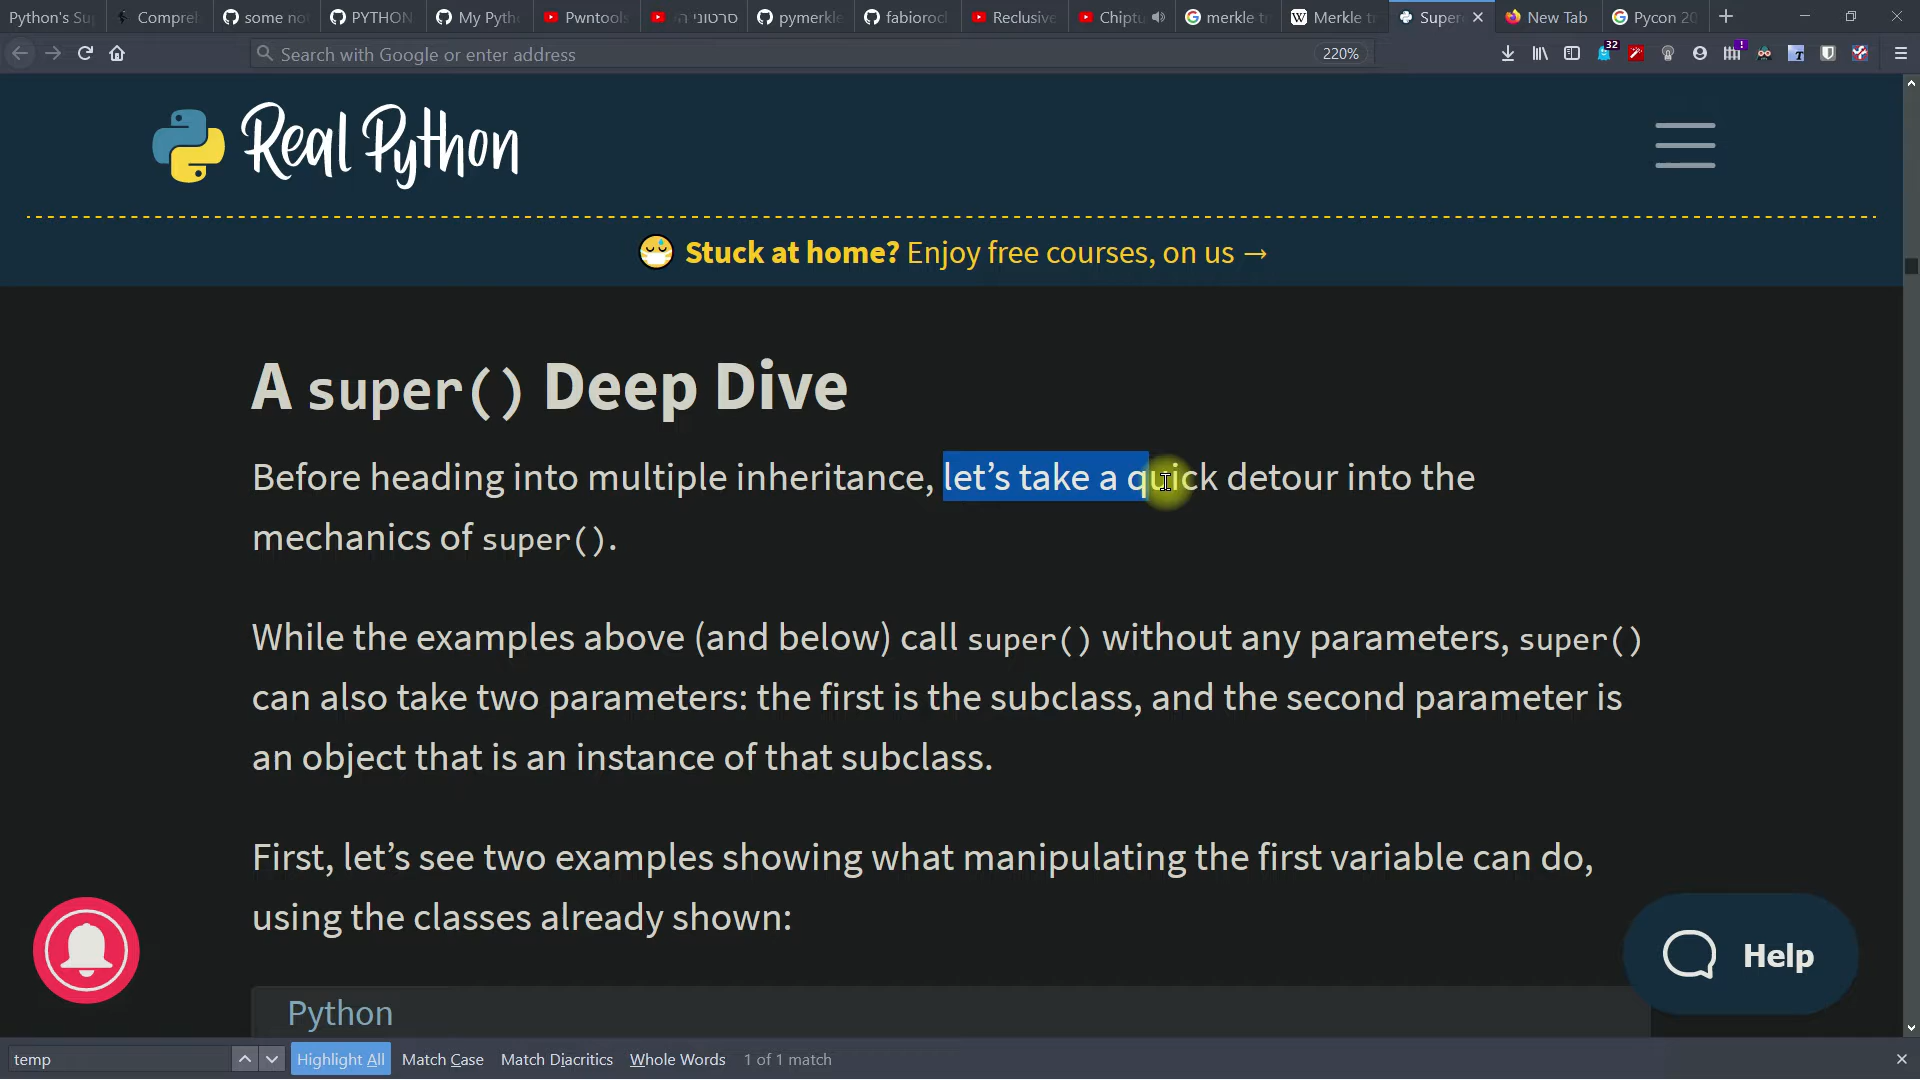 Python's Su
Compre
some no
PYTHON
My Pyth
Pwntools
סרטוני ה
pymerkle
fabioroc
Reclusive
Chiptu
merkle t
Merkle t
Super
New Tab
Pycon 20
Search with Google or enter address
220%
32
Real Python
Stuck at home? Enjoy free courses, on us →
A super() Deep Dive
Before heading into multiple inheritance, let’s take a quick detour into the
mechanics of super().
While the examples above (and below) call super() without any parameters, super()
can also take two parameters: the first is the subclass, and the second parameter is
an object that is an instance of that subclass.
First, let’s see two examples showing what manipulating the first variable can do,
using the classes already shown:
Help
Python
temp
Highlight All
Match Case
Match Diacritics
Whole Words
1 of 1 match